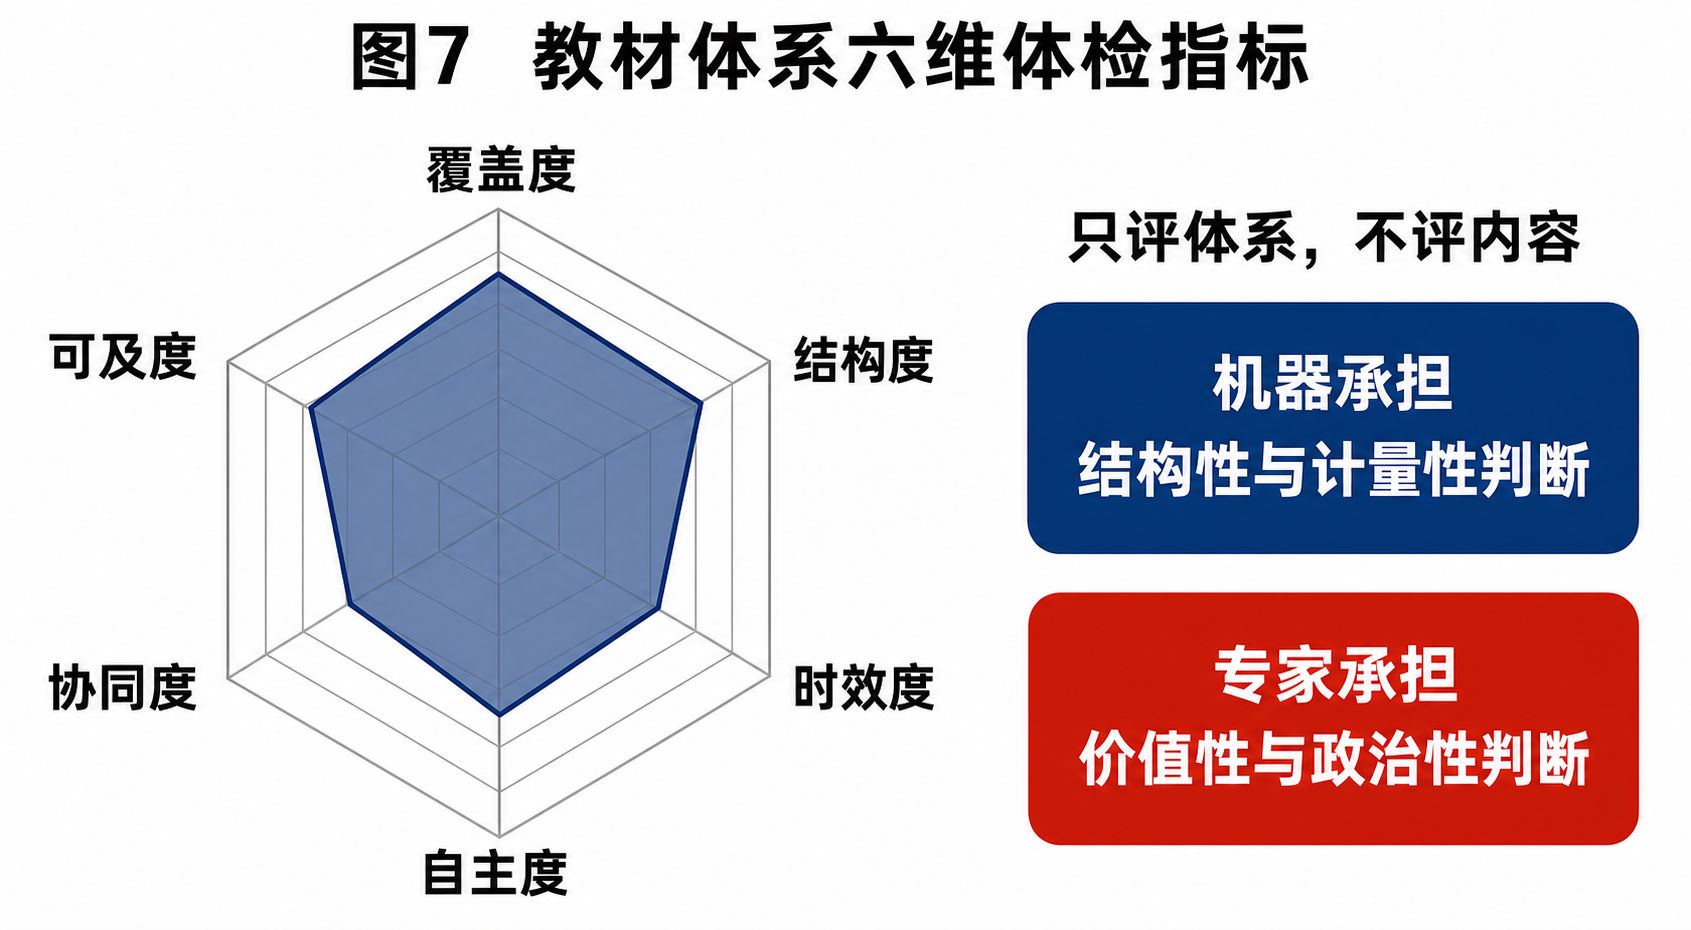 图7 教材体系六维体检指标
覆盖度
可及度
结构度
协同度
时效度
自主度
只评体系，不评内容
机器承担
结构性与计量性判断
专家承担
价值性与政治性判断